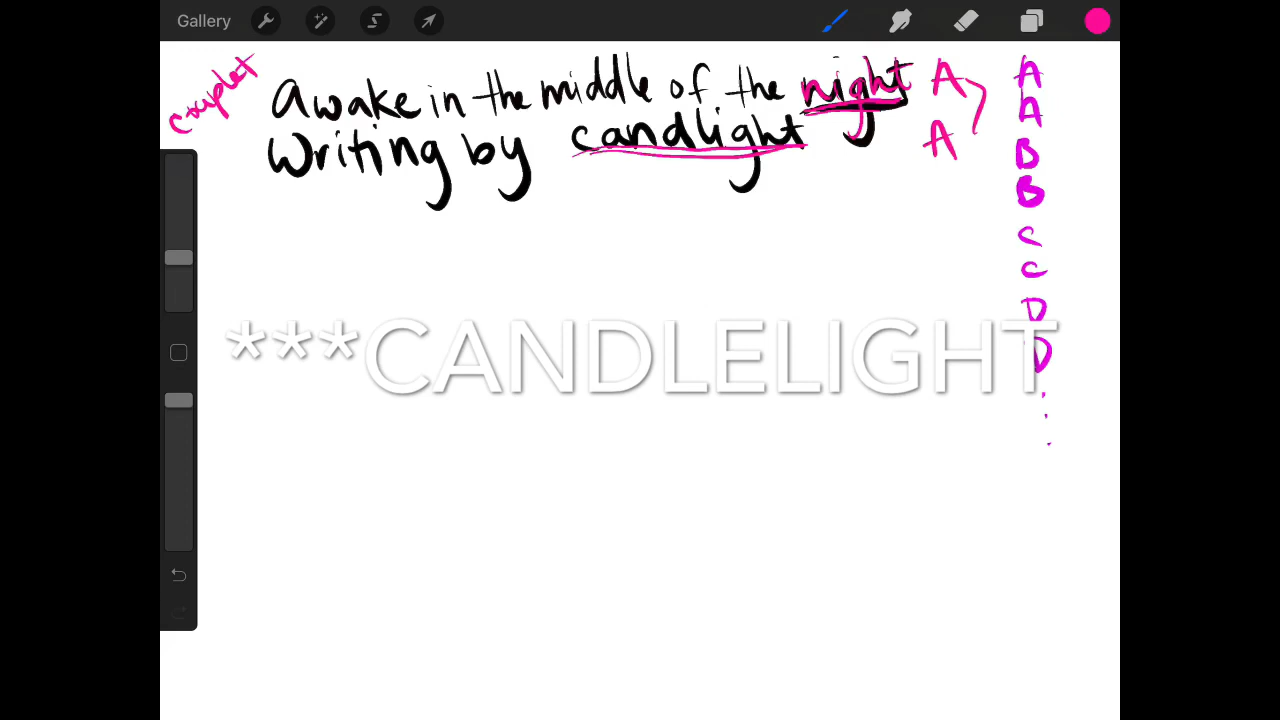 Gallery
couplet
Awake in the middle of the night A
Writing by candlight A
A
A
B
B
C
C
D
D
***CANDLELIGHT